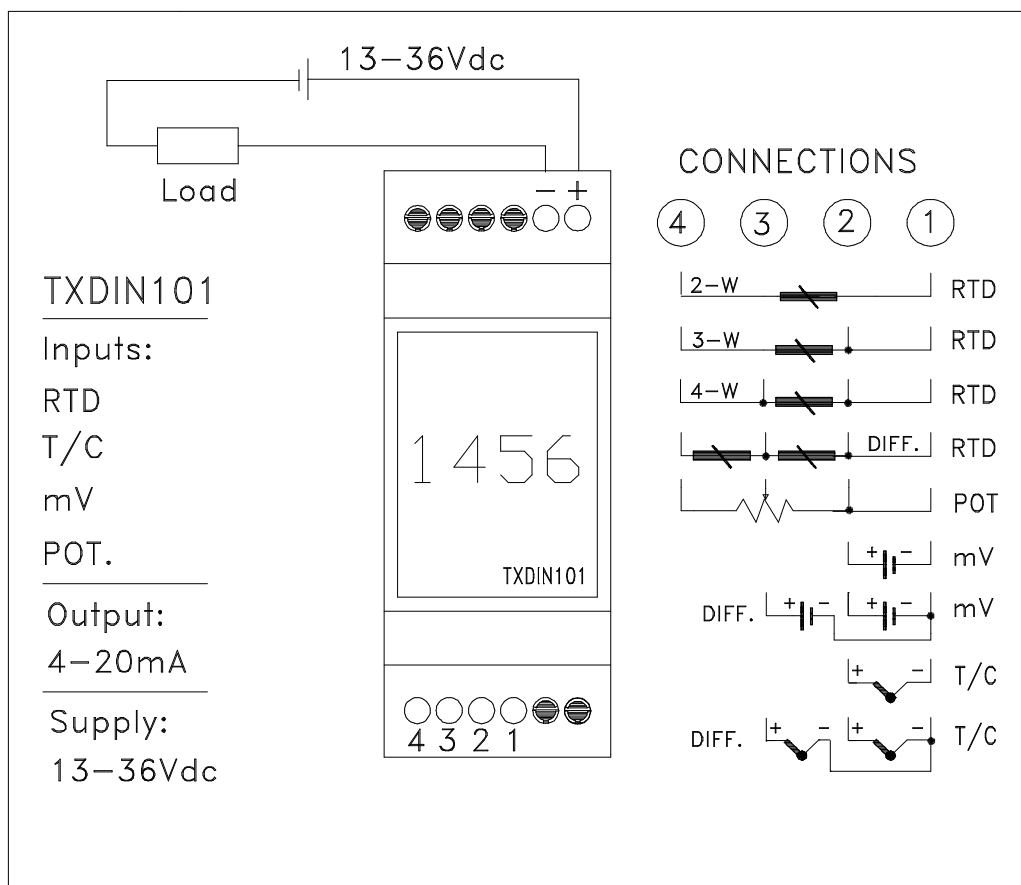 13-36Vdc
Load
- +
TXDIN101
Inputs:
RTD
T/C
mV
POT.
Output:
4-20mA
Supply:
13-36Vdc
1456
TXDIN101
4 3 2 1
CONNECTIONS
4 3 2 1
2-W RTD
3-W RTD
4-W RTD
DIFF. RTD
POT
+ - mV
DIFF. + - + - mV
+ - T/C
DIFF. + - + - T/C